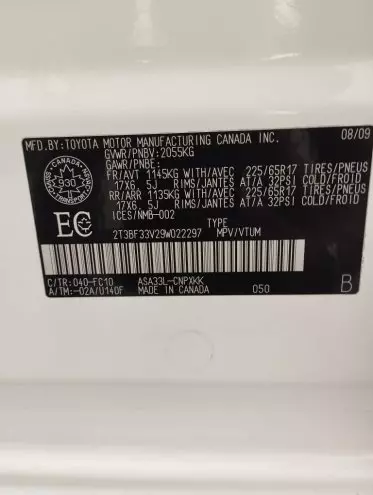 MFD.BY:TOYOTA MOTOR MANUFACTURING CANADA INC. 08/09
GVWR/PNBV:2055KG
GAWR/PNBE:
FR/AVT 1145KG WITH/AVEC 225/65R17 TIRES/PNEUS
17X6.5J RIMS/JANTES AT/A 32PSI COLD/FROID
RR/ARR 1135KG WITH/AVEC 225/65R17 TIRES/PNEUS
17X6.5J RIMS/JANTES AT/A 32PSI COLD/FROID
ICES/NMB-002
CANADA
930
EC
2T3BF33V29W022297 MPV/VTUM
C/TR:040-FC10 ASA33L-CNPXKK
A/TM:-02A/U140F 050 B